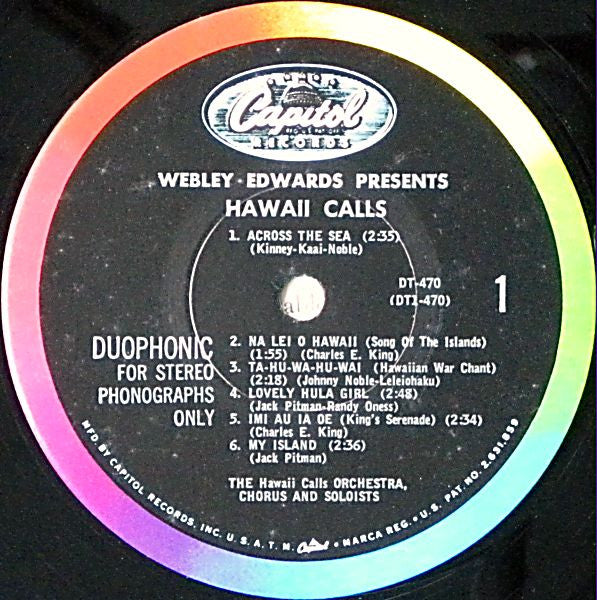 Capitol
RECORDS
WEBLEY-EDWARDS PRESENTS
HAWAII CALLS
1. ACROSS THE SEA (2:35)
(Kinney-Kaai-Noble)
DT-470
(DT1-470)
1
DUOPHONIC
FOR STEREO
PHONOGRAPHS
ONLY
2. NA LEI O HAWAII (Song Of The Islands)
(1:55) (Charles E. King)
3. TA-HU-WA-HU-WAI (Hawaiian War Chant)
(2:18) (Johnny Noble-Leleiohaku)
4. LOVELY HULA GIRL (2:48)
(Jack Pitman-Randy Oness)
5. IMI AU IA OE (King's Serenade) (2:34)
(Charles E. King)
6. MY ISLAND (2:36)
(Jack Pitman)
THE Hawaii Calls ORCHESTRA,
CHORUS AND SOLOISTS
MFD. BY CAPITOL RECORDS, INC. U.S.A. T.M. Capitol • MARCA REG. • U.S. PAT. NO. 2,631,859